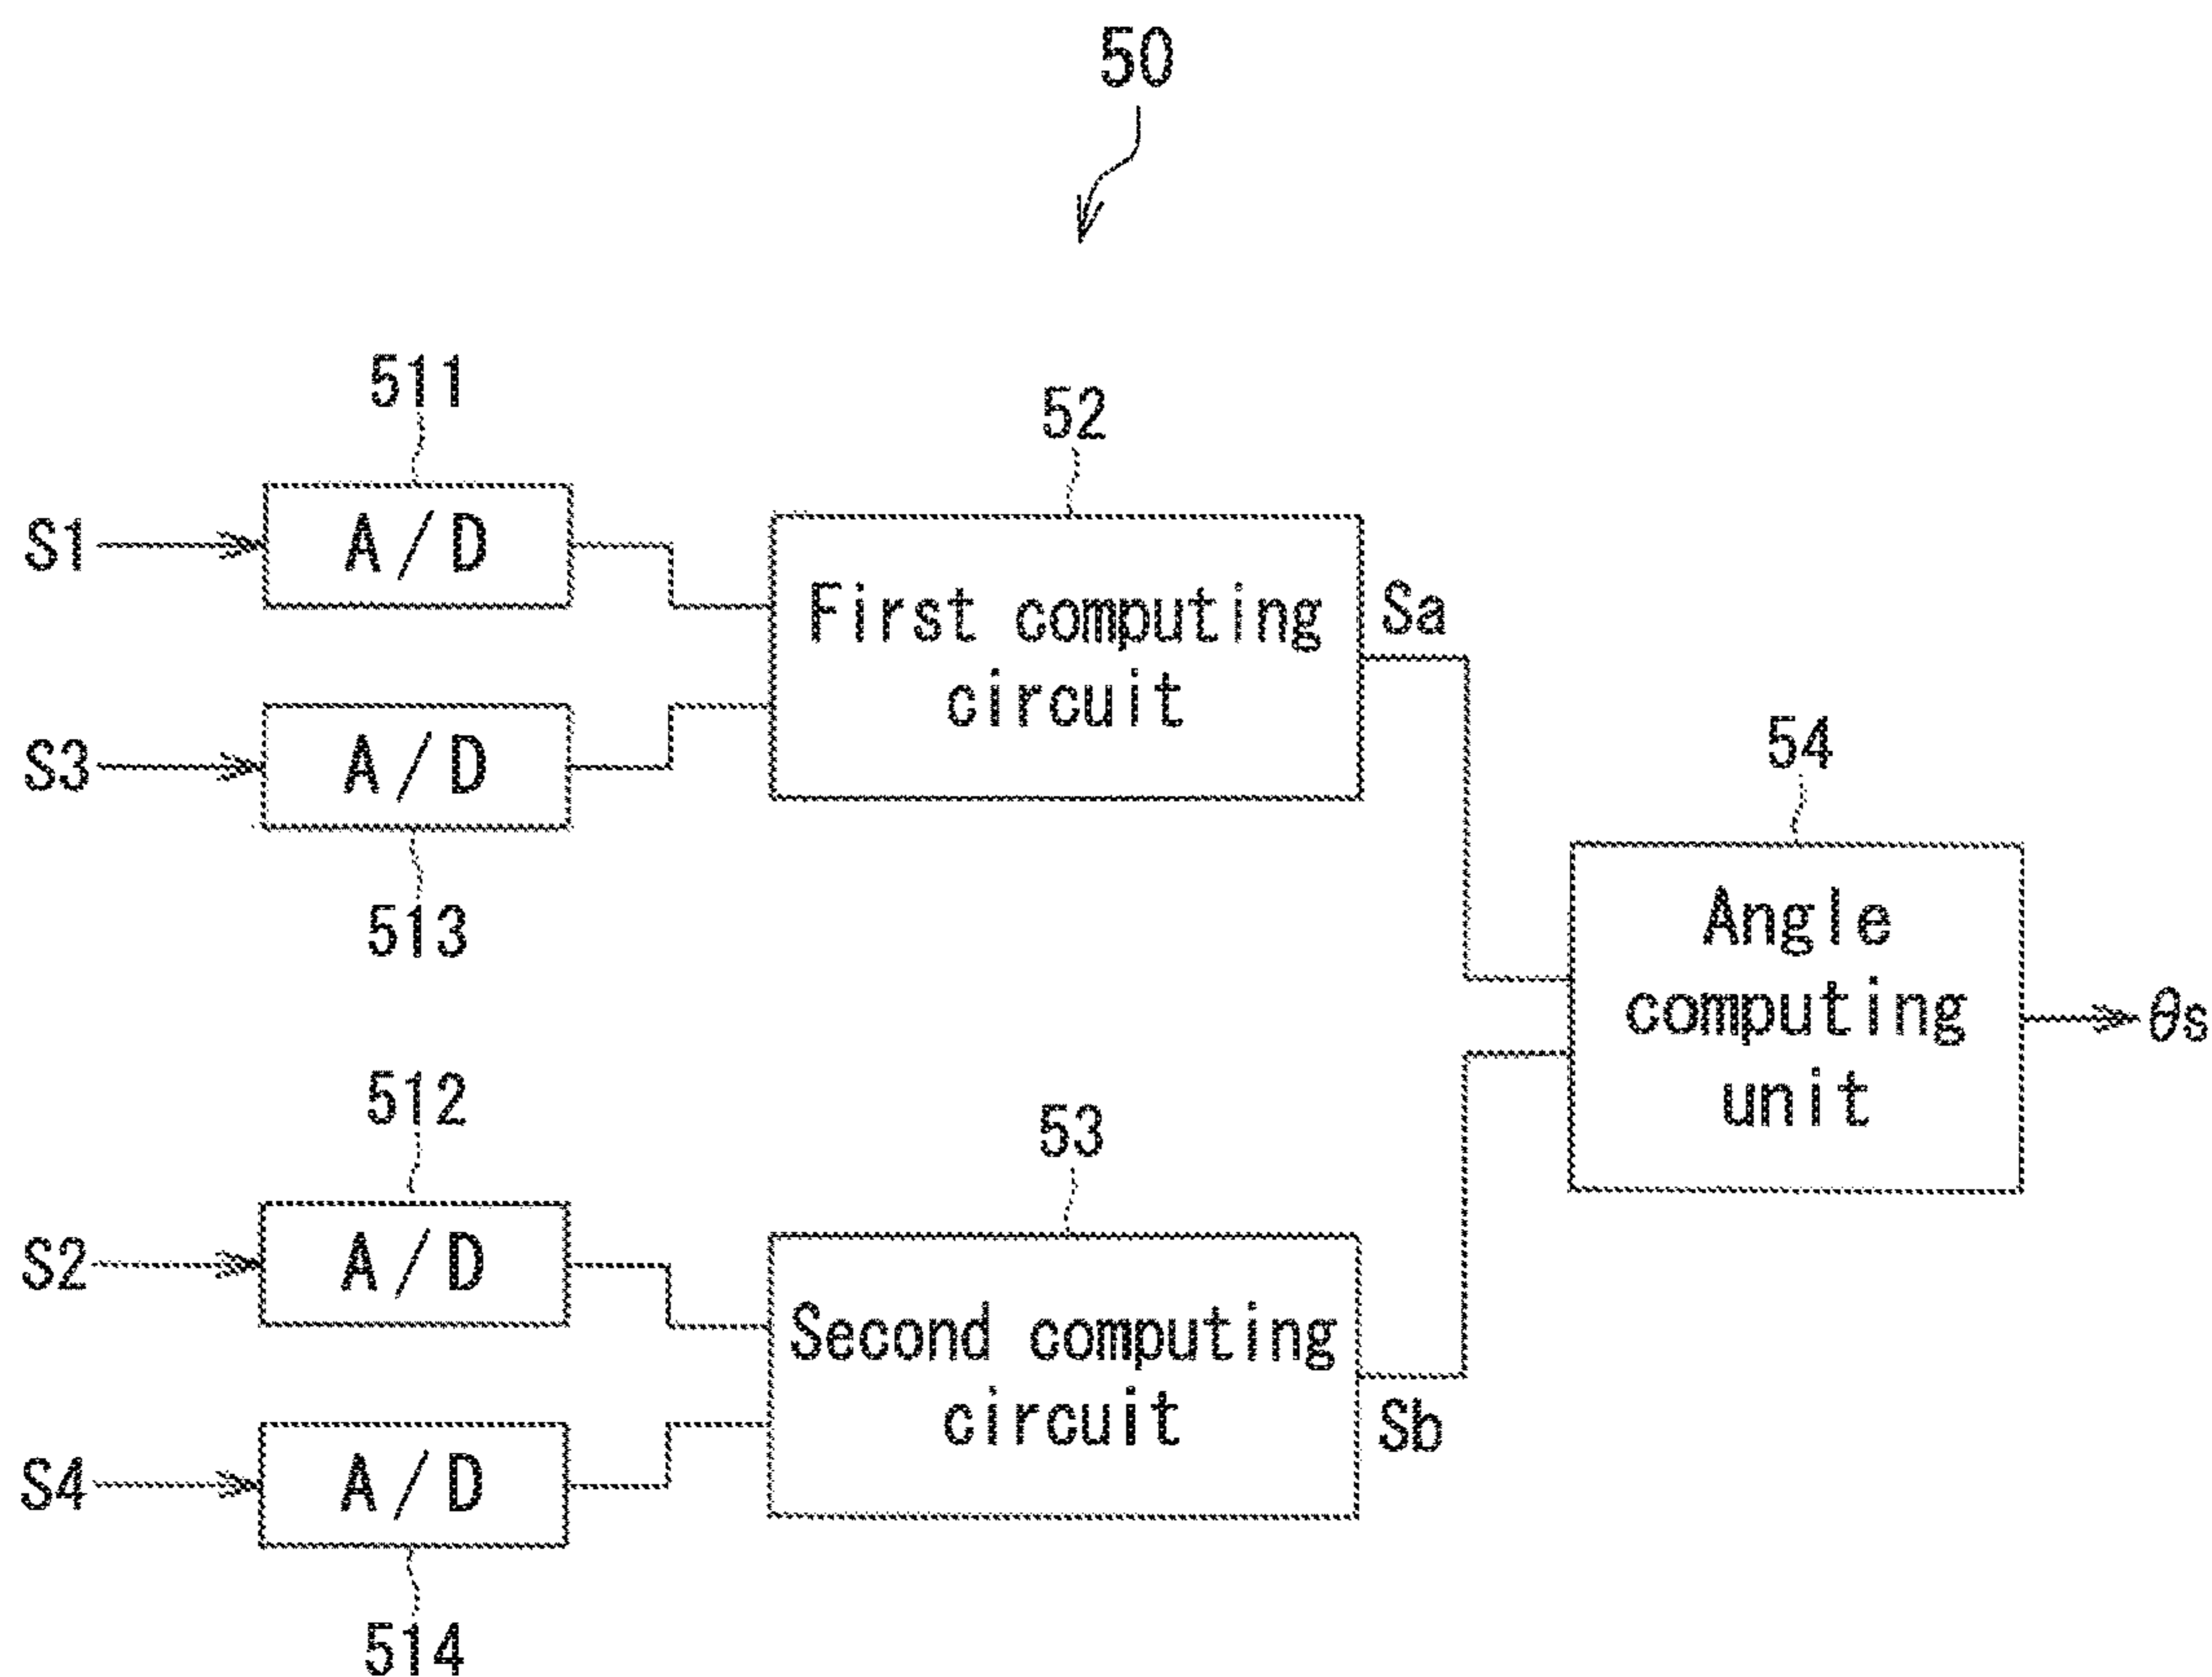 50
511
52
S1
A/D
First computing
circuit
Sa
S3
A/D
513
54
Angle
computing
unit
θs
512
53
S2
A/D
Second computing
circuit
Sb
S4
A/D
514